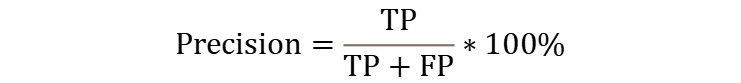 Precision = TP / TP + FP * 100%